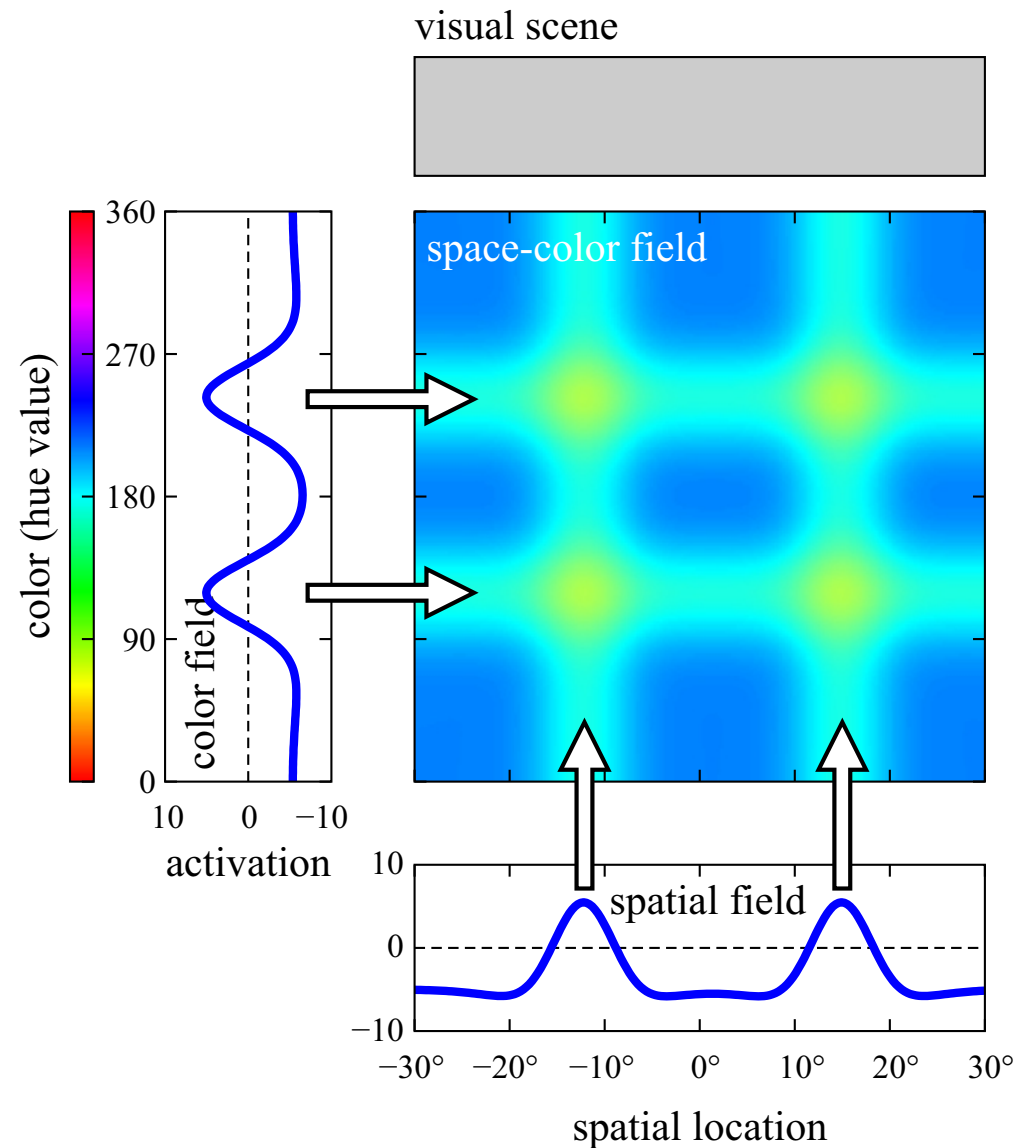 visual scene
space-color field
color (hue value)
360
270
180
90
0
color field
10 0 −10
activation
spatial field
10
0
−10
−30° −20° −10° 0° 10° 20° 30°
spatial location